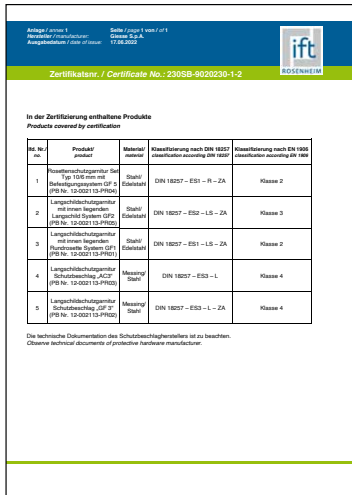 Anlage / annex 1
Seite / page 1 von / of 1
Hersteller / manufacturer:
Giesse S.p.A.
Ausgabedatum / date of issue:
17.06.2022
ift
ROSENHEIM
Zertifikatsnr. / Certificate No.: 230SB-9020230-1-2
In der Zertifizierung enthaltene Produkte
Products covered by certification
lfd. Nr./
no.
Produkt/
product
Material/
material
Klassifizierung nach DIN 18257
classification according DIN 18257
Klassifizierung nach EN 1906
classification according EN 1906
1
Rosettenschutzgarnitur Set
Typ 10/6 mm mit
Befestigungssystem GF 5
(PB Nr. 12-002113-PR04)
Stahl/
Edelstahl
DIN 18257 – ES1 – R – ZA
Klasse 2
2
Langschildschutzgarnitur
mit innen liegenden
Langschild System GF2
(PB Nr. 12-002113-PR05)
Stahl/
Edelstahl
DIN 18257 – ES2 – LS – ZA
Klasse 3
3
Langschildschutzgarnitur
mit innen liegenden
Rundrosette System GF1
(PB Nr. 12-002113-PR01)
Stahl/
Edelstahl
DIN 18257 – ES1 – LS – ZA
Klasse 2
4
Langschildschutzgarnitur
Schutzbeschlag „AC3“
(PB Nr. 12-002113-PR03)
Messing/
Stahl
DIN 18257 – ES3 – L
Klasse 4
5
Langschildschutzgarnitur
Schutzbeschlag „GF 3“
(PB Nr. 12-002113-PR02)
Messing/
Stahl
DIN 18257 – ES3 – L – ZA
Klasse 4
Die technische Dokumentation des Schutzbeschlagherstellers ist zu beachten.
Observe technical documents of protective hardware manufacturer.